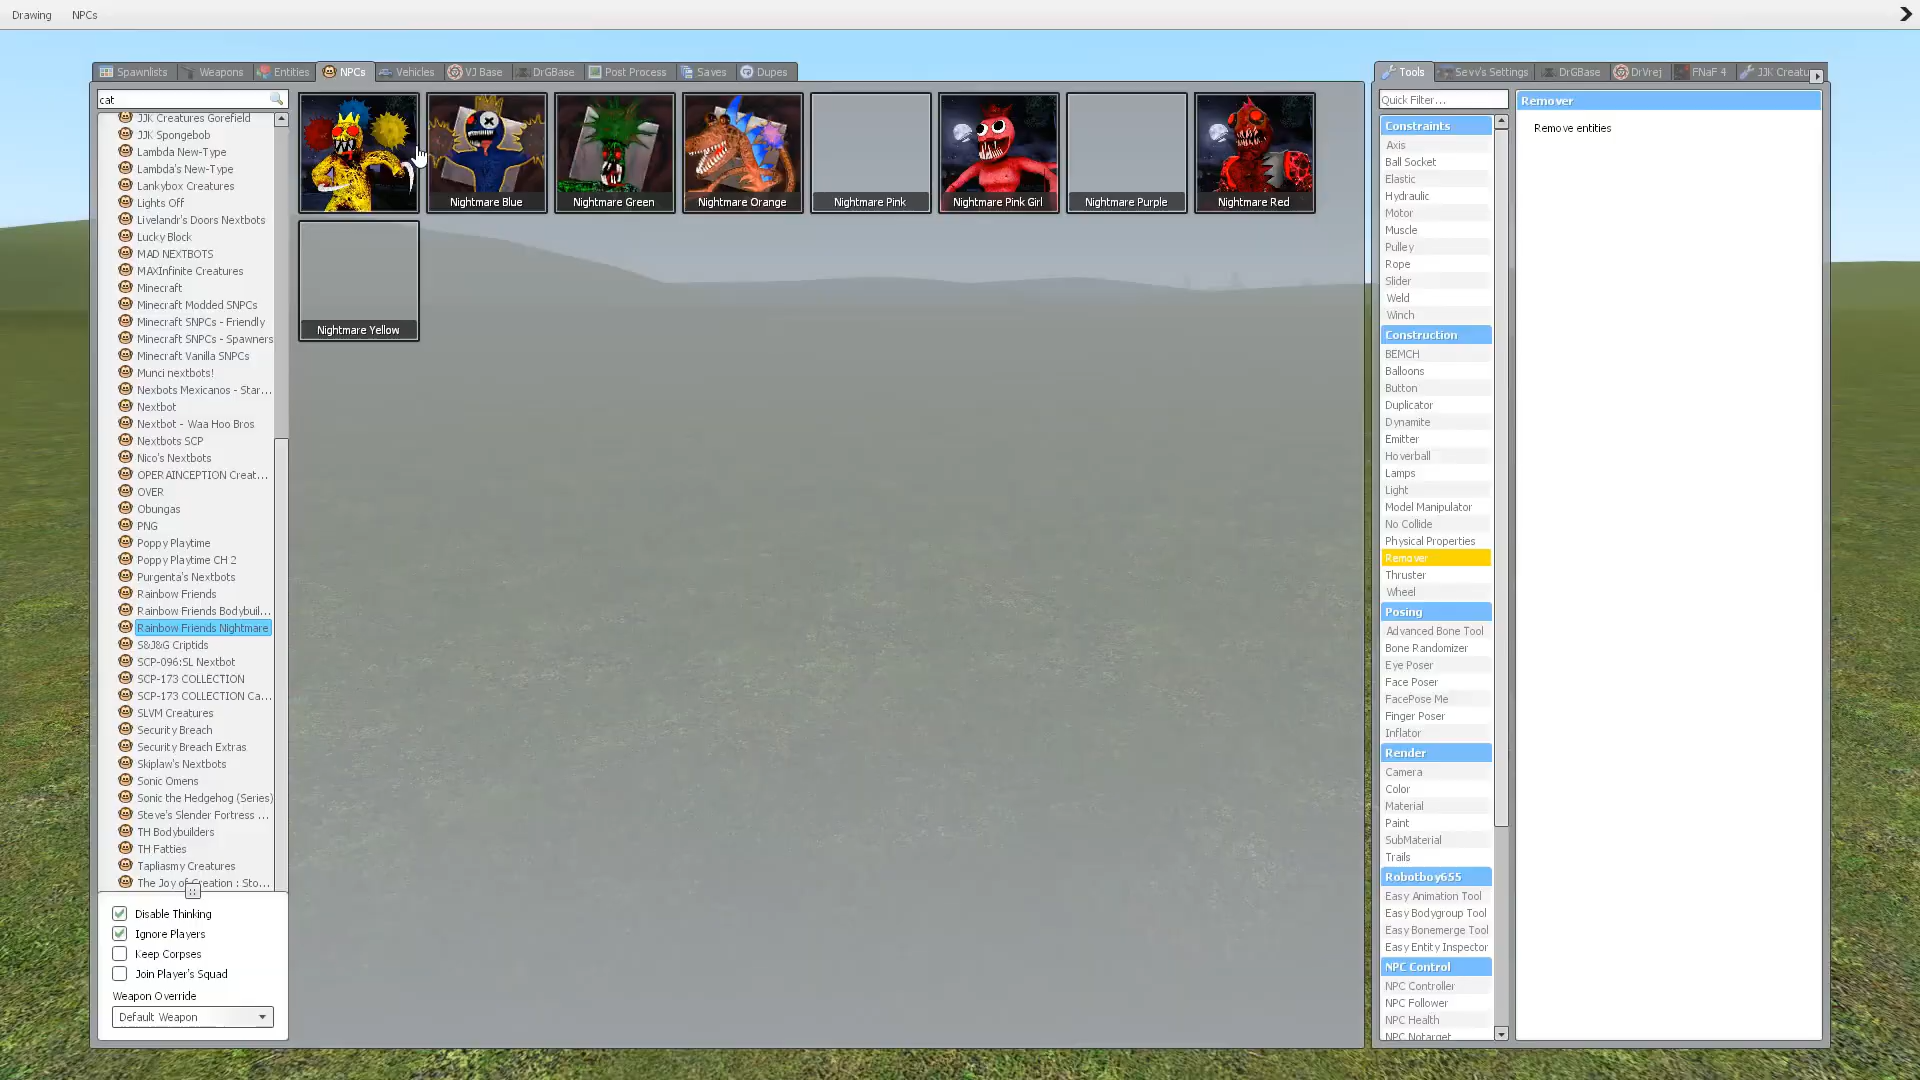 Drawing
NPCs
Spawnlists
Weapons
Entities
NPCs
Vehicles
VJ Base
DrGBase
Post Process
Saves
Dupes
cat
JJK Creatures Gorefield
JJK Spongebob
Lambda New-Type
Lambda's New-Type
Lankybox Creatures
Lights Off
Livelandr's Doors Nextbots
Lucky Block
MAD NEXTBOTS
MAXInfinite Creatures
Minecraft
Minecraft Modded SNPCs
Minecraft SNPCs - Friendly
Minecraft SNPCs - Spawners
Minecraft Vanilla SNPCs
Munci nextbots!
Nexbots Mexicanos - Star...
Nextbot
Nextbot - Waa Hoo Bros
Nextbots SCP
Nico's Nextbots
OPERAINCEPTION Creat...
OVER
Obungas
PNG
Poppy Playtime
Poppy Playtime CH 2
Purgenta's Nextbots
Rainbow Friends
Rainbow Friends Bodybuil...
Rainbow Friends Nightmare
S&J&G Criptids
SCP-096:SL Nextbot
SCP-173 COLLECTION
SCP-173 COLLECTION Ca...
SLVM Creatures
Security Breach
Security Breach Extras
Skiplaw's Nextbots
Sonic Omens
Sonic the Hedgehog (Series)
Steve's Slender Fortress ...
TH Bodybuilders
TH Fatties
Tapliasmy Creatures
The Joy of Creation : Sto...
Disable Thinking
Ignore Players
Keep Corpses
Join Player's Squad
Weapon Override
Default Weapon
Nightmare Blue
Nightmare Green
Nightmare Orange
Nightmare Pink
Nightmare Pink Girl
Nightmare Purple
Nightmare Red
Nightmare Yellow
Tools
Sevv's Settings
DrGBase
DrVrej
FNaF 4
JJK Creatu
Quick Filter...
Constraints
Axis
Ball Socket
Elastic
Hydraulic
Motor
Muscle
Pulley
Rope
Slider
Weld
Winch
Construction
BEMCH
Balloons
Button
Duplicator
Dynamite
Emitter
Hoverball
Lamps
Light
Model Manipulator
No Collide
Physical Properties
Remover
Thruster
Wheel
Posing
Advanced Bone Tool
Bone Randomizer
Eye Poser
Face Poser
FacePose Me
Finger Poser
Inflator
Render
Camera
Color
Material
Paint
SubMaterial
Trails
Robotboy655
Easy Animation Tool
Easy Bodygroup Tool
Easy Bonemerge Tool
Easy Entity Inspector
NPC Control
NPC Controller
NPC Follower
NPC Health
NPC Notarget
Remover
Remove entities